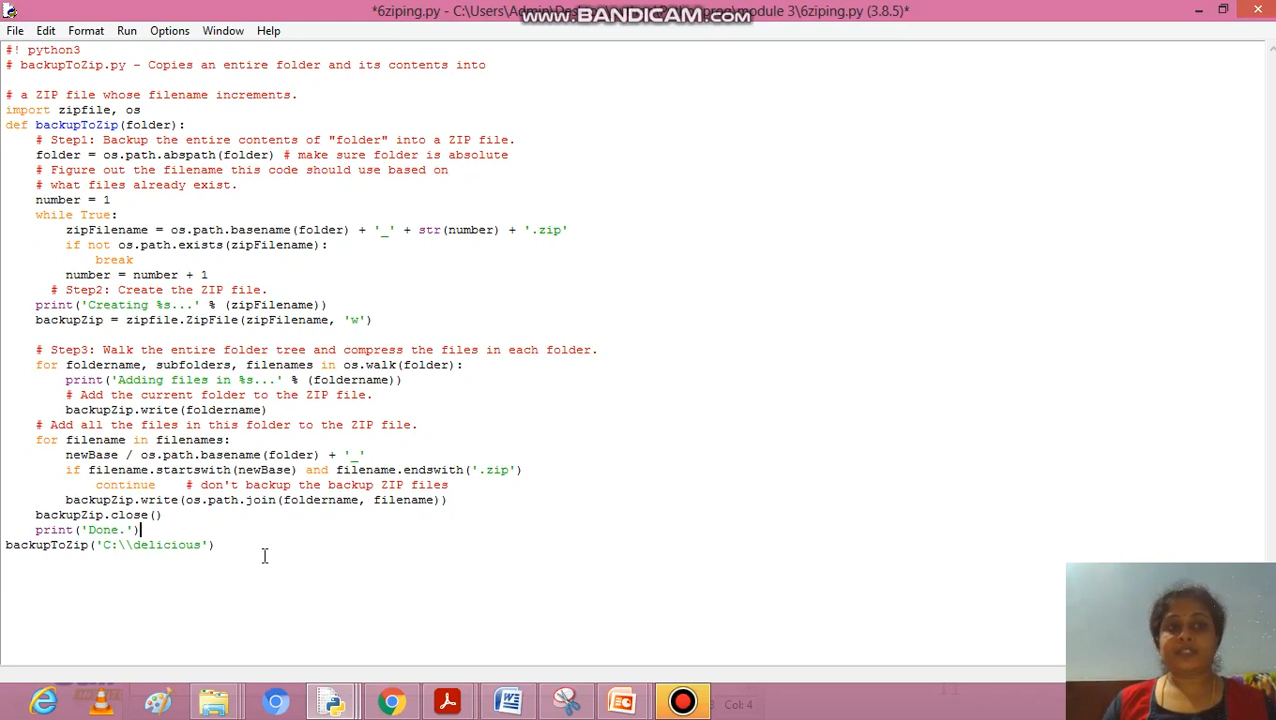 *6ziping.py - C:\Users\Admin\Des module 3\6ziping.py (3.8.5)*
www.BANDICAM.com
File Edit Format Run Options Window Help
#! python3
# backupToZip.py - Copies an entire folder and its contents into
# a ZIP file whose filename increments.
import zipfile, os
def backupToZip(folder):
# Step1: Backup the entire contents of "folder" into a ZIP file.
folder = os.path.abspath(folder) # make sure folder is absolute
# Figure out the filename this code should use based on
# what files already exist.
number = 1
while True:
zipFilename = os.path.basename(folder) + '_' + str(number) + '.zip'
if not os.path.exists(zipFilename):
break
number = number + 1
# Step2: Create the ZIP file.
print('Creating %s...' % (zipFilename))
backupZip = zipfile.ZipFile(zipFilename, 'w')
# Step3: Walk the entire folder tree and compress the files in each folder.
for foldername, subfolders, filenames in os.walk(folder):
print('Adding files in %s...' % (foldername))
# Add the current folder to the ZIP file.
backupZip.write(foldername)
# Add all the files in this folder to the ZIP file.
for filename in filenames:
newBase / os.path.basename(folder) + '_'
if filename.startswith(newBase) and filename.endswith('.zip')
continue # don't backup the backup ZIP files
backupZip.write(os.path.join(foldername, filename))
backupZip.close()
print('Done.')
backupToZip('C:\\delicious')
Col: 4